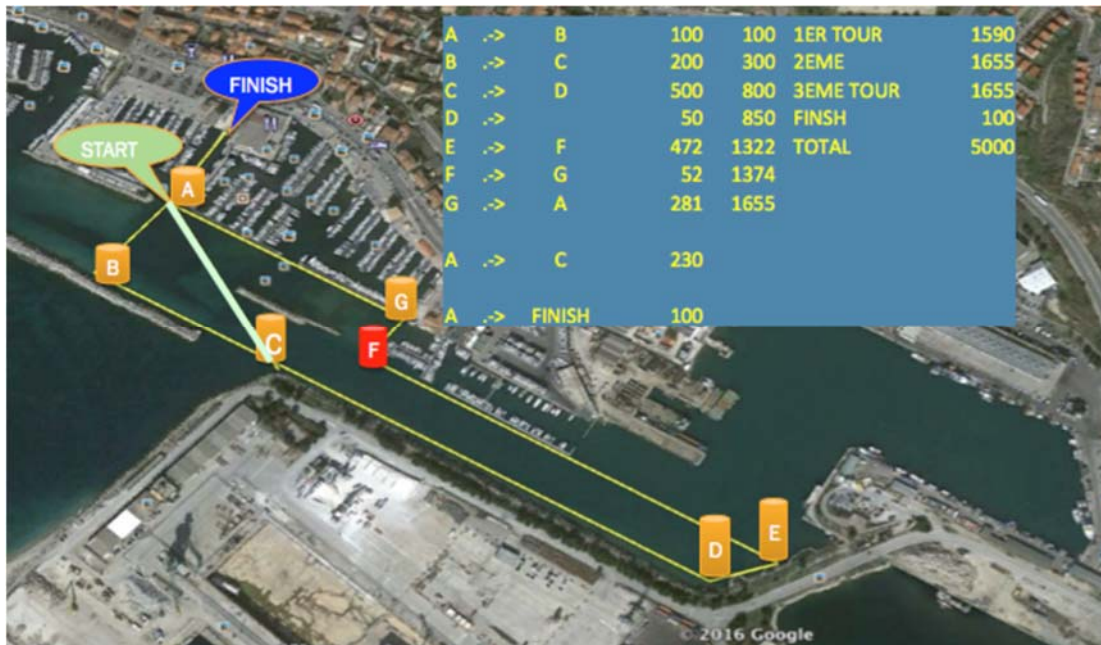 A .-> B 100 100 1ER TOUR 1590
B .-> C 200 300 2EME 1655
C .-> D 500 800 3EME TOUR 1655
D .-> 50 850 FINSH 100
E .-> F 472 1322 TOTAL 5000
F .-> G 52 1374
G .-> A 281 1655
A .-> C 230
A .-> FINISH 100
FINISH
START
A
B
G
C
F
E
D
© 2016 Google